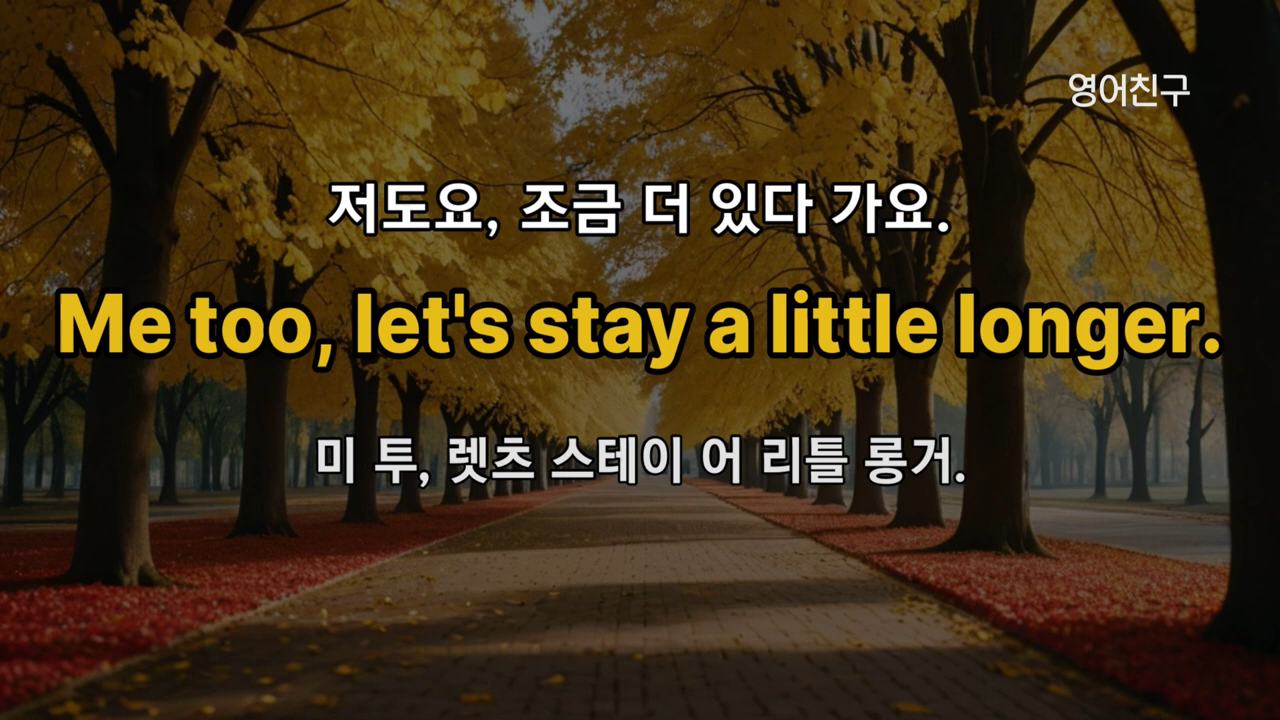 영어친구
저도요, 조금 더 있다 가요.
Me too, let's stay a little longer.
미 투, 렛츠 스테이 어 리틀 롱거.